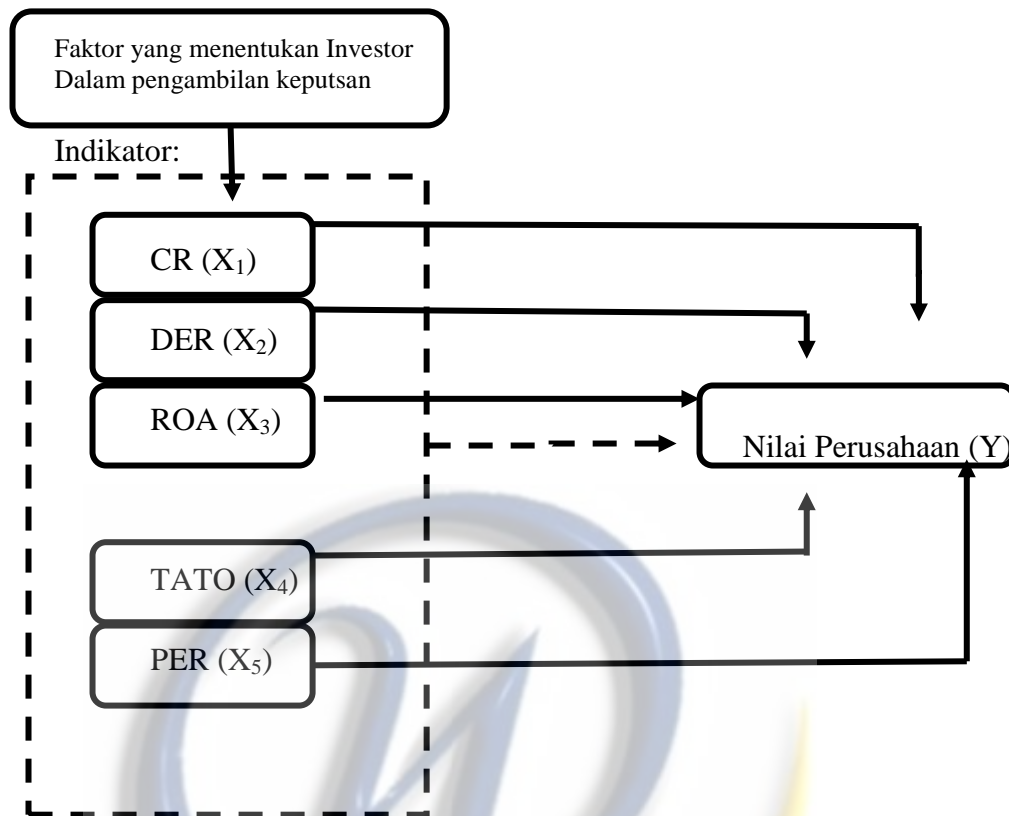 Faktor yang menentukan Investor
Dalam pengambilan keputsan
Indikator:
CR (X₁)
DER (X₂)
ROA (X₃)
Nilai Perusahaan (Y)
TATO (X₄)
PER (X₅)